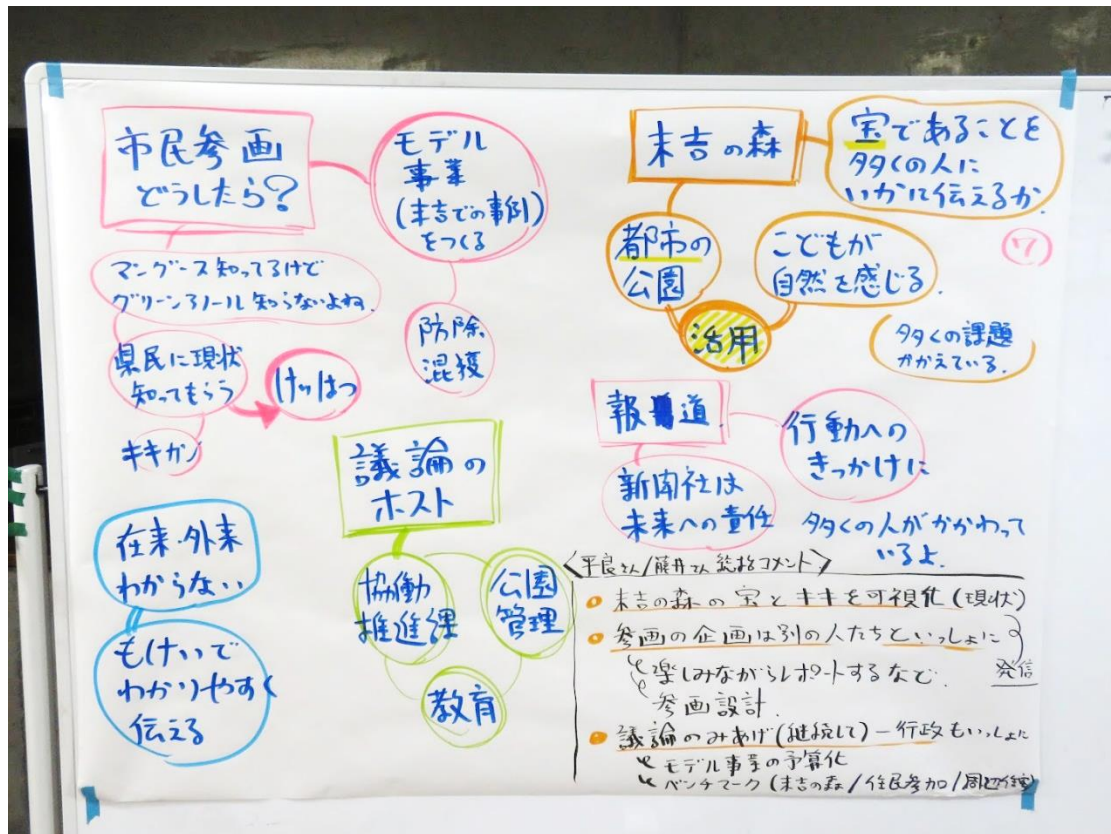 市民参画
どうしたら?
モデル
事業
(末吉での事例)
をつくる
マングース知ってるけど
グリーンアノール知らないよね.
防除
混獲
県民に現状
知ってもらう
けいはつ
キキカン
在来・外来
わからない
もけいで
わかりやすく
伝える
議論の
ホスト
協働
推進課
公園
管理
教育
末吉の森
宝であることを
多くの人に
いかに伝えるか.
7
都市の
公園
こどもが
自然を感じる.
活用
多くの課題
かかえている.
報道
行動への
きっかけに
新聞社は
未来への責任
多くの人がかかわって
いるよ.
<平良さん/藤井さん 総括コメント>
末吉の森の宝とキキを可視化(現状)
参画の企画は別の人たちといっしょに
楽しみながらレポートするなど.
参画設計.
発信
議論のみあげ(継続して)-行政もいっしょに
モデル事業の予算化
ベンチマーク(末吉の森/住民参加/周辺住宅)